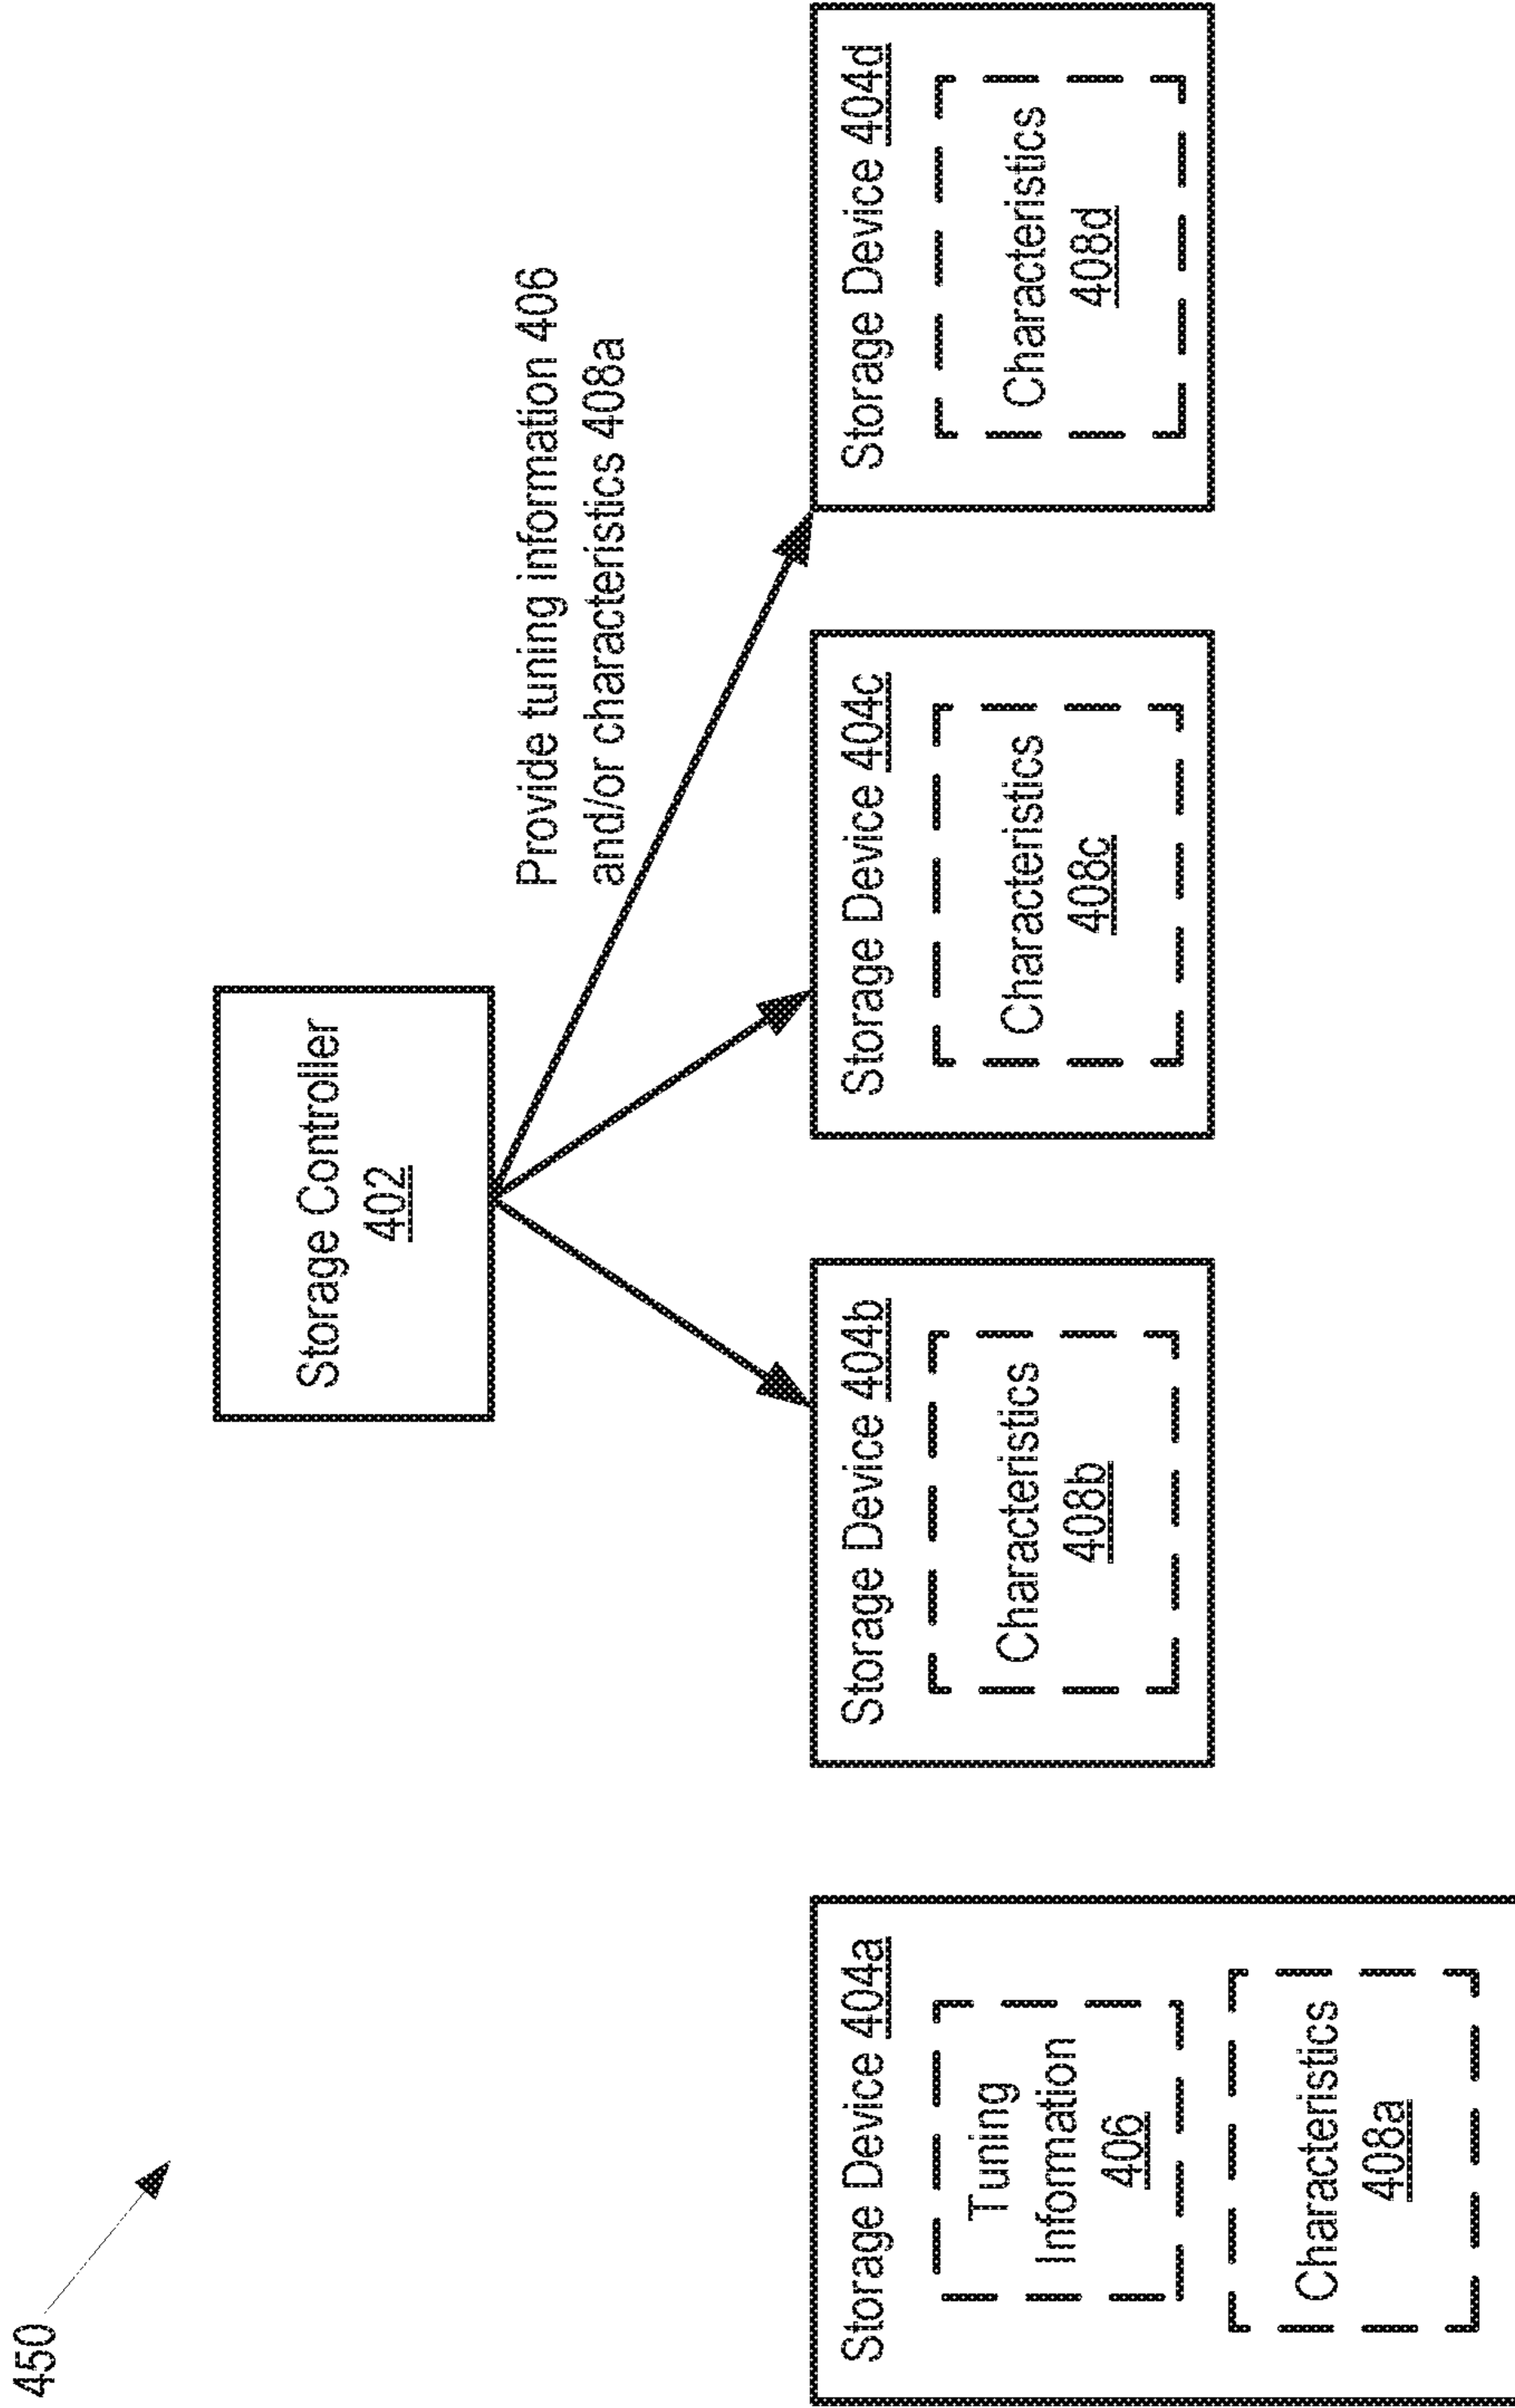 450
Storage Controller
402
Provide tuning information 406
and/or characteristics 408a
Storage Device 404a
Tuning
Information
406
Characteristics
408a
Storage Device 404b
Characteristics
408b
Storage Device 404c
Characteristics
408c
Storage Device 404d
Characteristics
408d